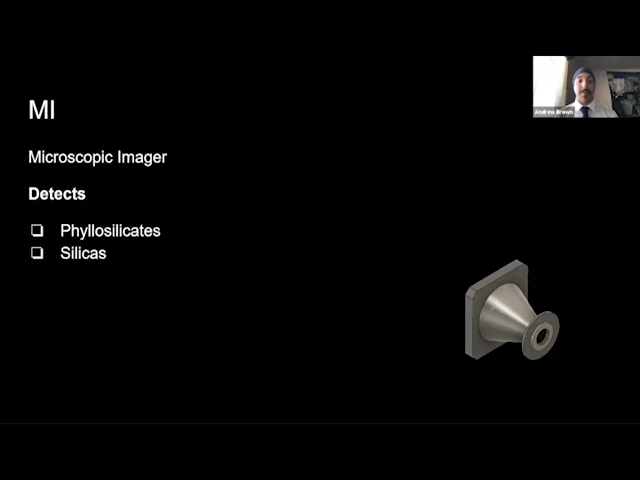 MI
Andrew Brown
Microscopic Imager
Detects
❏ Phyllosilicates
❏ Silicas